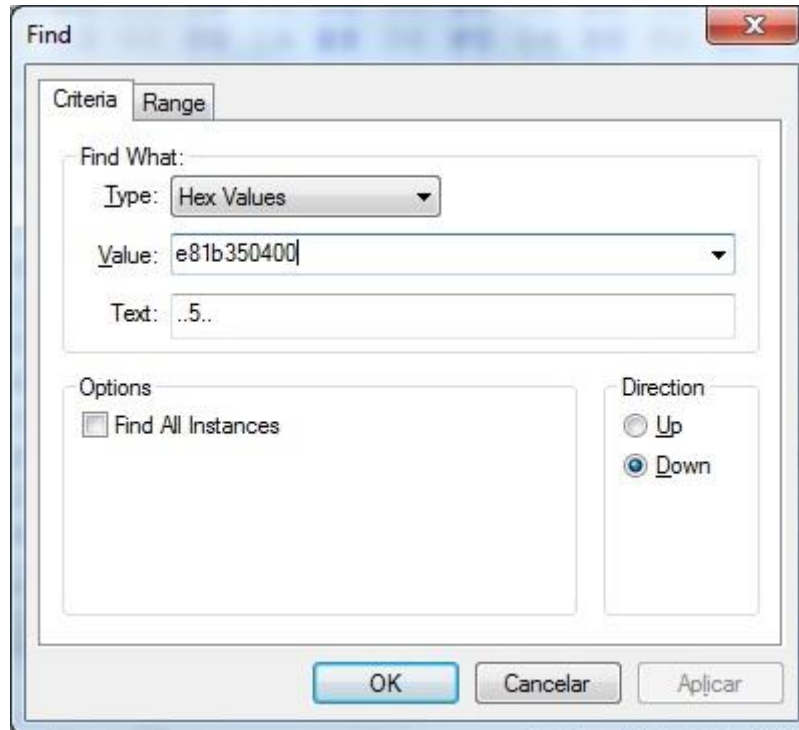 Find
Criteria Range
Find What:
Type: Hex Values
Value: e81b350400
Text: ..5..
Options
Find All Instances
Direction
Up
Down
OK Cancelar Aplicar